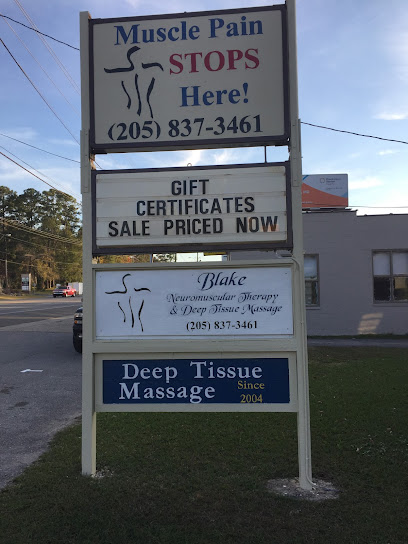 Muscle Pain
STOPS
Here!
(205) 837-3461
GIFT
CERTIFICATES
SALE PRICED NOW
Blake
Neuromuscular Therapy
& Deep Tissue Massage
(205) 837-3461
Deep Tissue
Massage Since
2004